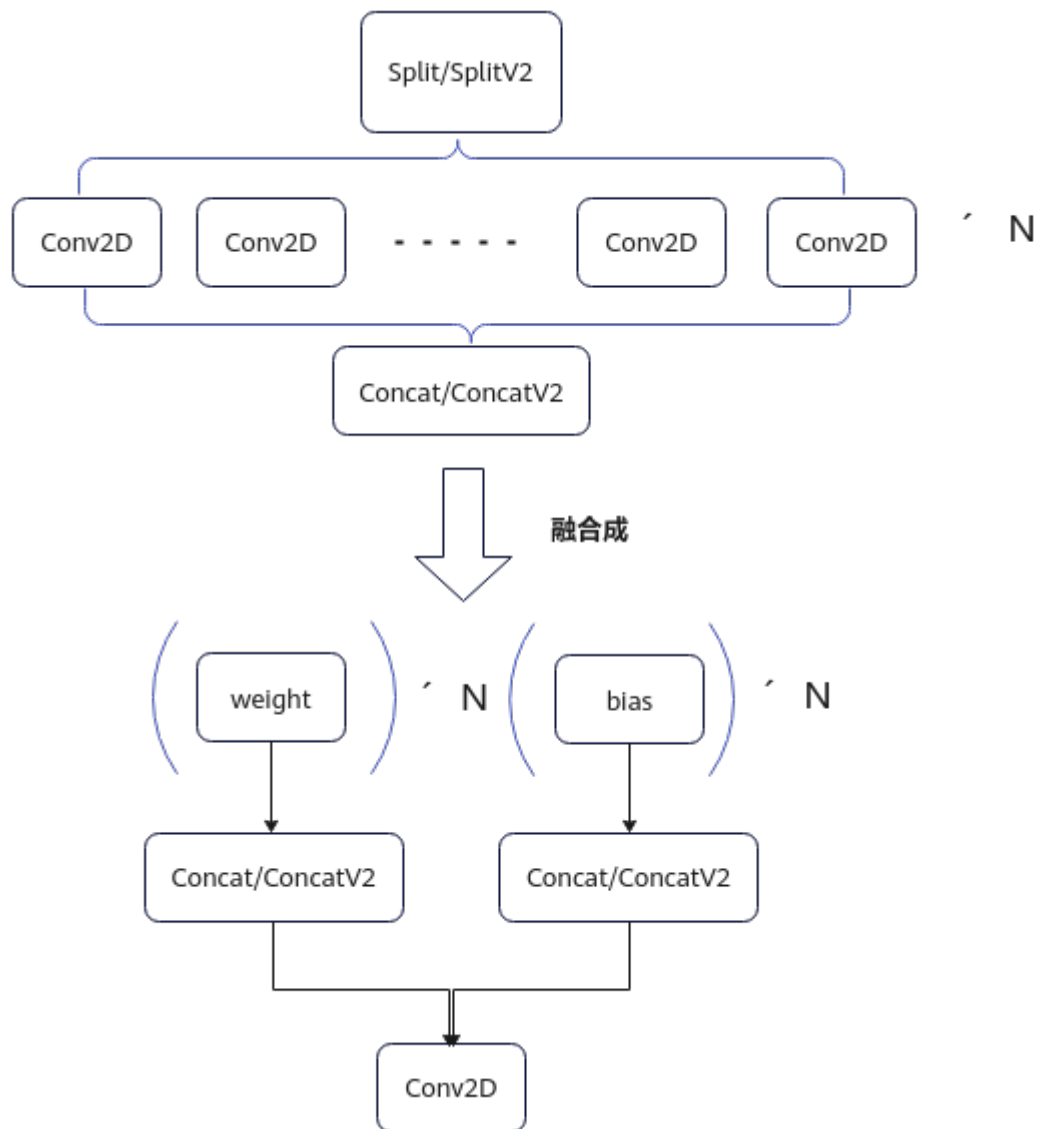 Split/SplitV2
Conv2D Conv2D - - - - - Conv2D Conv2D ´ N
Concat/ConcatV2
融合成
weight ´ N bias ´ N
Concat/ConcatV2 Concat/ConcatV2
Conv2D